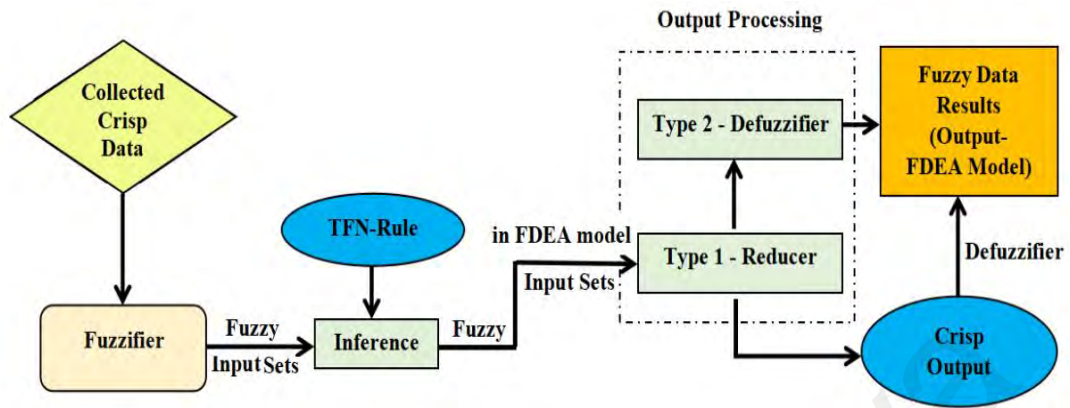 Output Processing
Collected
Crisp
Data
Fuzzifier
Fuzzy
Input Sets
TFN-Rule
Inference
Fuzzy
in FDEA model
Input Sets
Type 2 - Defuzzifier
Type 1 - Reducer
Fuzzy Data
Results
(Output-
FDEA Model)
Defuzzifier
Crisp
Output